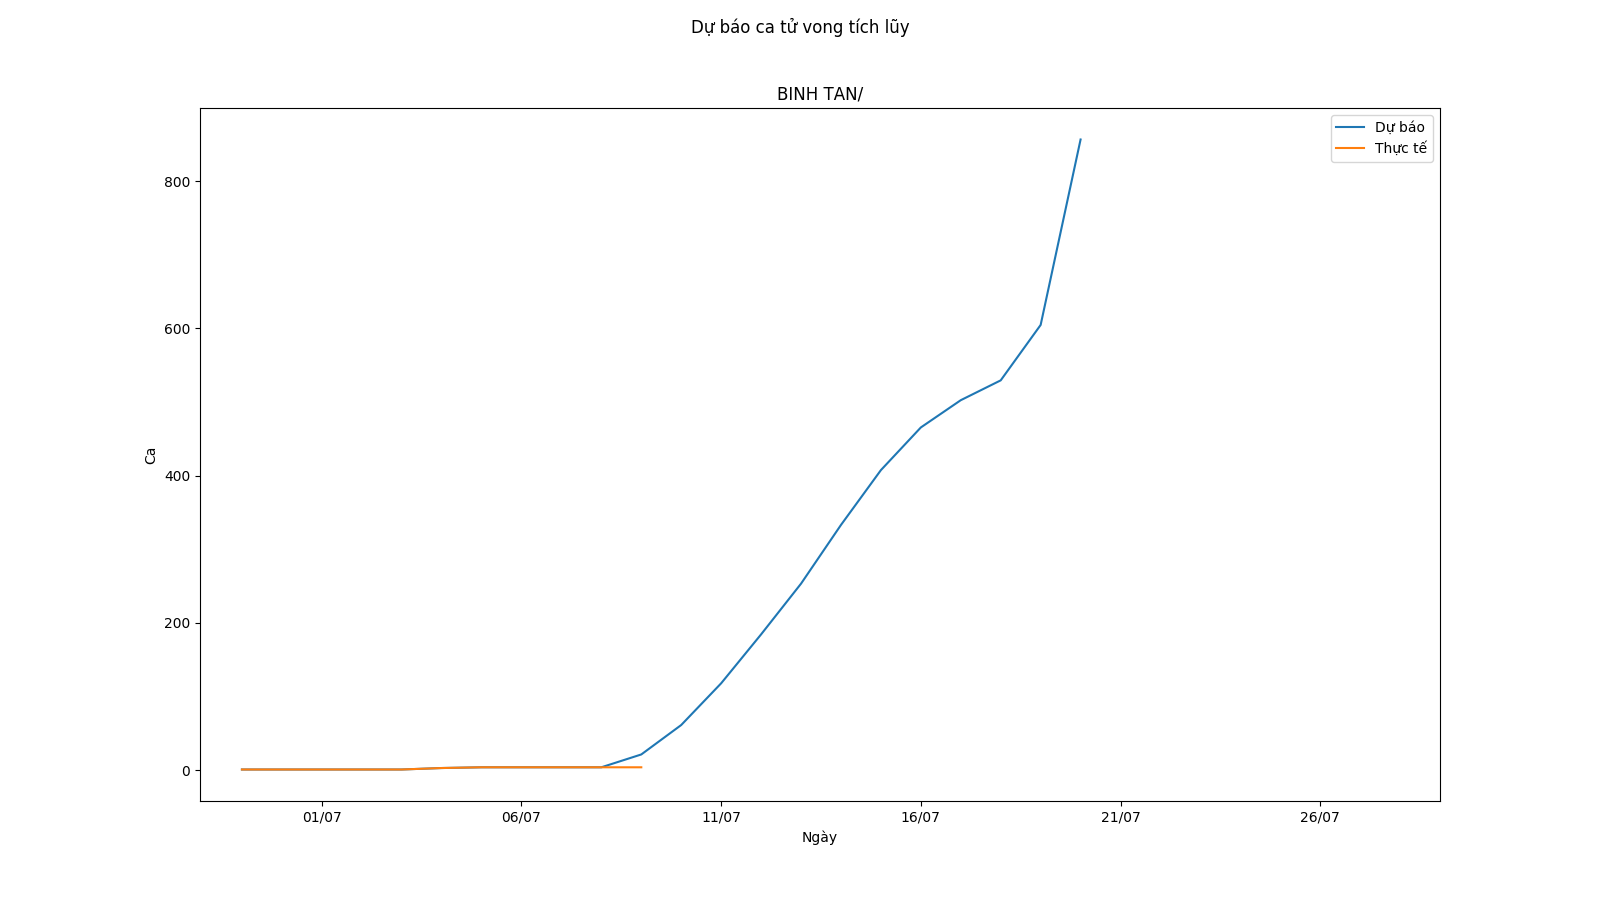 Dự báo ca tử vong tích lũy
BINH TAN/
Dự báo
Thực tế
800
600
400
200
0
Ca
01/07
06/07
11/07
16/07
21/07
26/07
Ngày